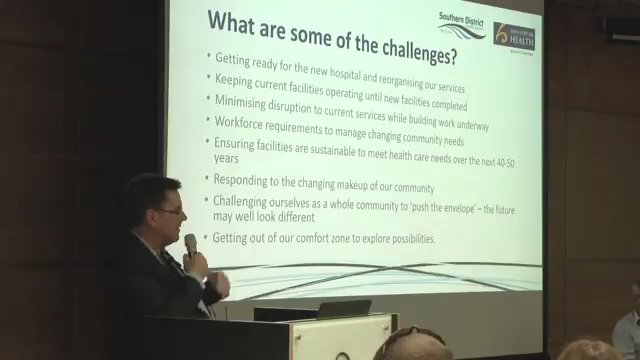 What are some of the challenges?
Southern District
HEALTH
• Getting ready for the new hospital and reorganising our services
• Keeping current facilities operating until new facilities completed
• Minimising disruption to current services while building work underway
• Workforce requirements to manage changing community needs
• Ensuring facilities are sustainable to meet health care needs over the next 40-50
years
• Responding to the changing makeup of our community
• Challenging ourselves as a whole community to 'push the envelope' – the future
may well look different
• Getting out of our comfort zone to explore possibilities.